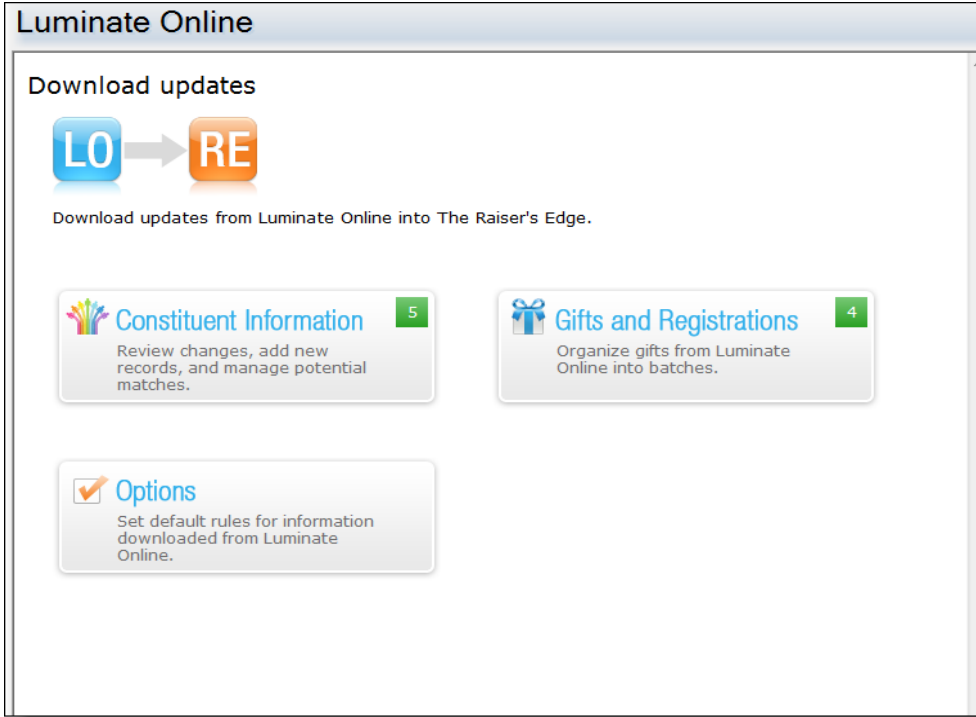 Luminate Online
Download updates
LO RE
Download updates from Luminate Online into The Raiser's Edge.
Constituent Information 5
Review changes, add new
records, and manage potential
matches.
Gifts and Registrations 4
Organize gifts from Luminate
Online into batches.
Options
Set default rules for information
downloaded from Luminate
Online.